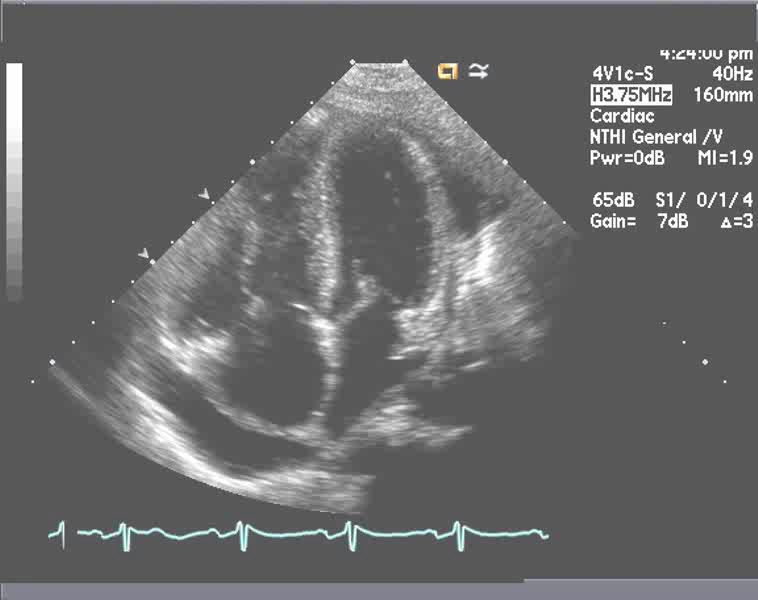 4:24:00 pm
4V1c-S 40Hz
H3.75MHz 160mm
Cardiac
NTHI General /V
Pwr=0dB MI=1.9
65dB S1/ 0/1/4
Gain= 7dB Δ=3